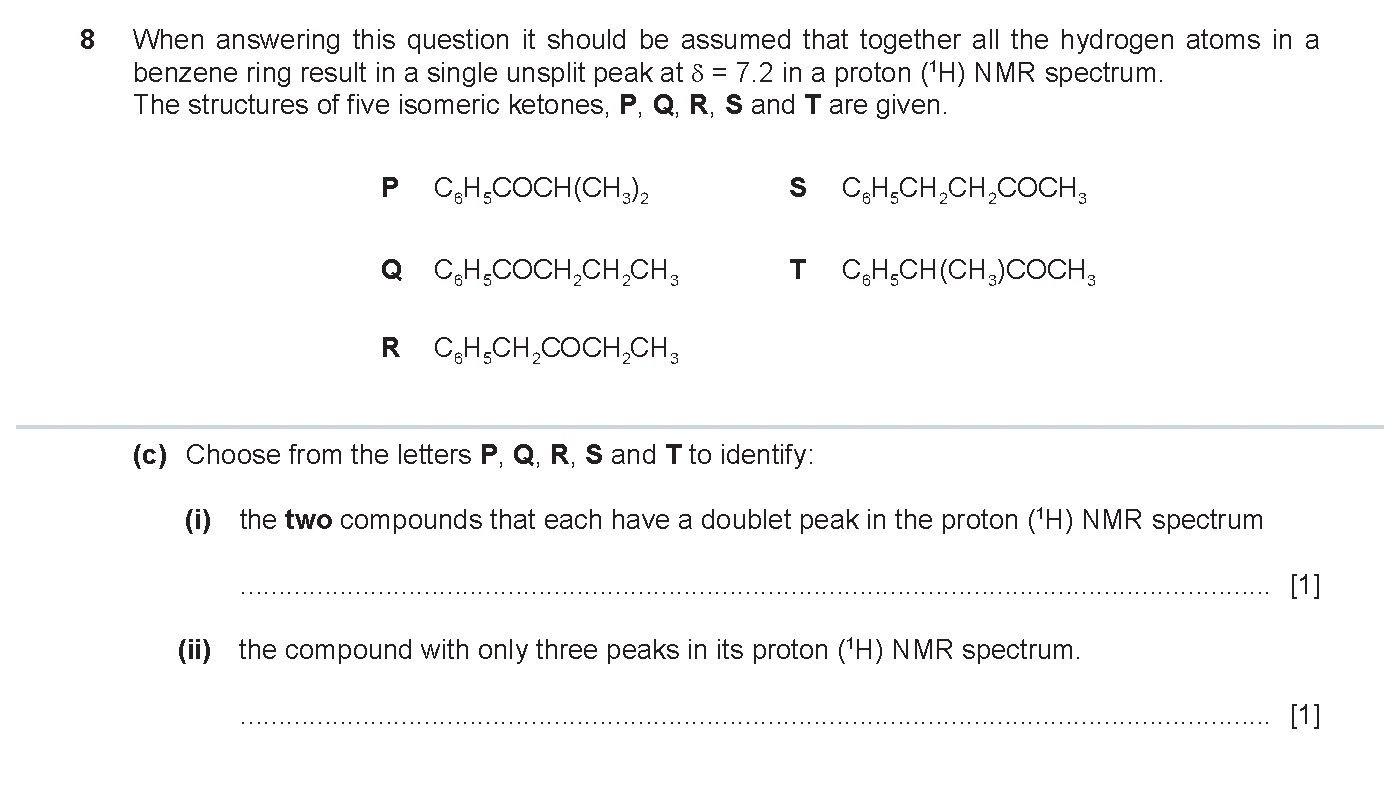 8 When answering this question it should be assumed that together all the hydrogen atoms in a
benzene ring result in a single unsplit peak at δ = 7.2 in a proton (¹H) NMR spectrum.
The structures of five isomeric ketones, P, Q, R, S and T are given.
P C₆H₅COCH(CH₃)₂ S C₆H₅CH₂CH₂COCH₃
Q C₆H₅COCH₂CH₂CH₃ T C₆H₅CH(CH₃)COCH₃
R C₆H₅CH₂COCH₂CH₃
(c) Choose from the letters P, Q, R, S and T to identify:
(i) the two compounds that each have a doublet peak in the proton (¹H) NMR spectrum
[1]
(ii) the compound with only three peaks in its proton (¹H) NMR spectrum.
[1]